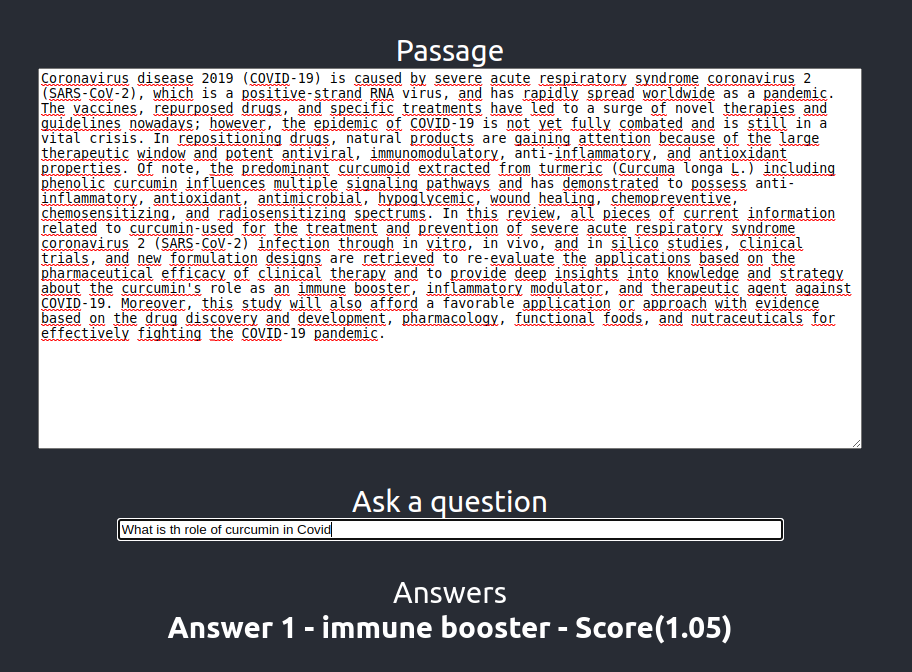 Passage
Coronavirus disease 2019 (COVID-19) is caused by severe acute respiratory syndrome coronavirus 2
(SARS-CoV-2), which is a positive-strand RNA virus, and has rapidly spread worldwide as a pandemic.
The vaccines, repurposed drugs, and specific treatments have led to a surge of novel therapies and
guidelines nowadays; however, the epidemic of COVID-19 is not yet fully combated and is still in a
vital crisis. In repositioning drugs, natural products are gaining attention because of the large
therapeutic window and potent antiviral, immunomodulatory, anti-inflammatory, and antioxidant
properties. Of note, the predominant curcumoid extracted from turmeric (Curcuma longa L.) including
phenolic curcumin influences multiple signaling pathways and has demonstrated to possess anti-
inflammatory, antioxidant, antimicrobial, hypoglycemic, wound healing, chemopreventive,
chemosensitizing, and radiosensitizing spectrums. In this review, all pieces of current information
related to curcumin-used for the treatment and prevention of severe acute respiratory syndrome
coronavirus 2 (SARS-CoV-2) infection through in vitro, in vivo, and in silico studies, clinical
trials, and new formulation designs are retrieved to re-evaluate the applications based on the
pharmaceutical efficacy of clinical therapy and to provide deep insights into knowledge and strategy
about the curcumin's role as an immune booster, inflammatory modulator, and therapeutic agent against
COVID-19. Moreover, this study will also afford a favorable application or approach with evidence
based on the drug discovery and development, pharmacology, functional foods, and nutraceuticals for
effectively fighting the COVID-19 pandemic.
Ask a question
What is th role of curcumin in Covid
Answers
Answer 1 - immune booster - Score(1.05)